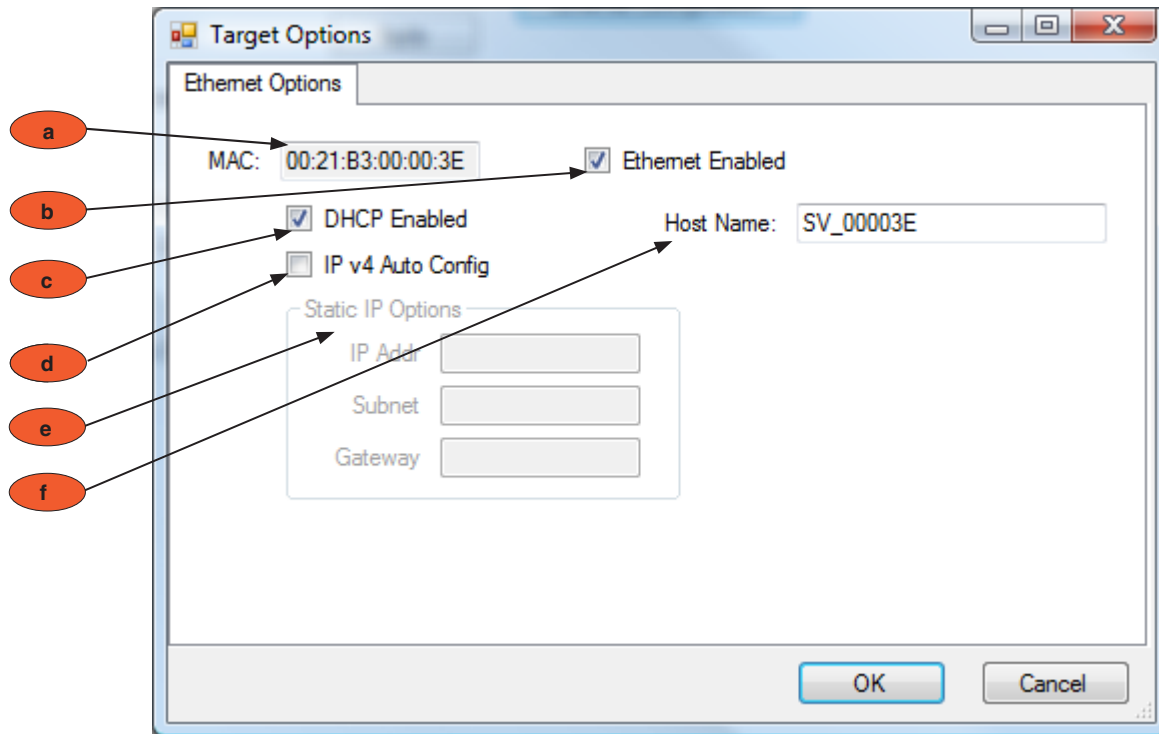 Target Options
Ethernet Options
a
MAC: 00:21:B3:00:00:3E
Ethernet Enabled
b
DHCP Enabled
Host Name: SV_00003E
c
IP v4 Auto Config
Static IP Options
d
IP Addr
e
Subnet
Gateway
f
OK
Cancel